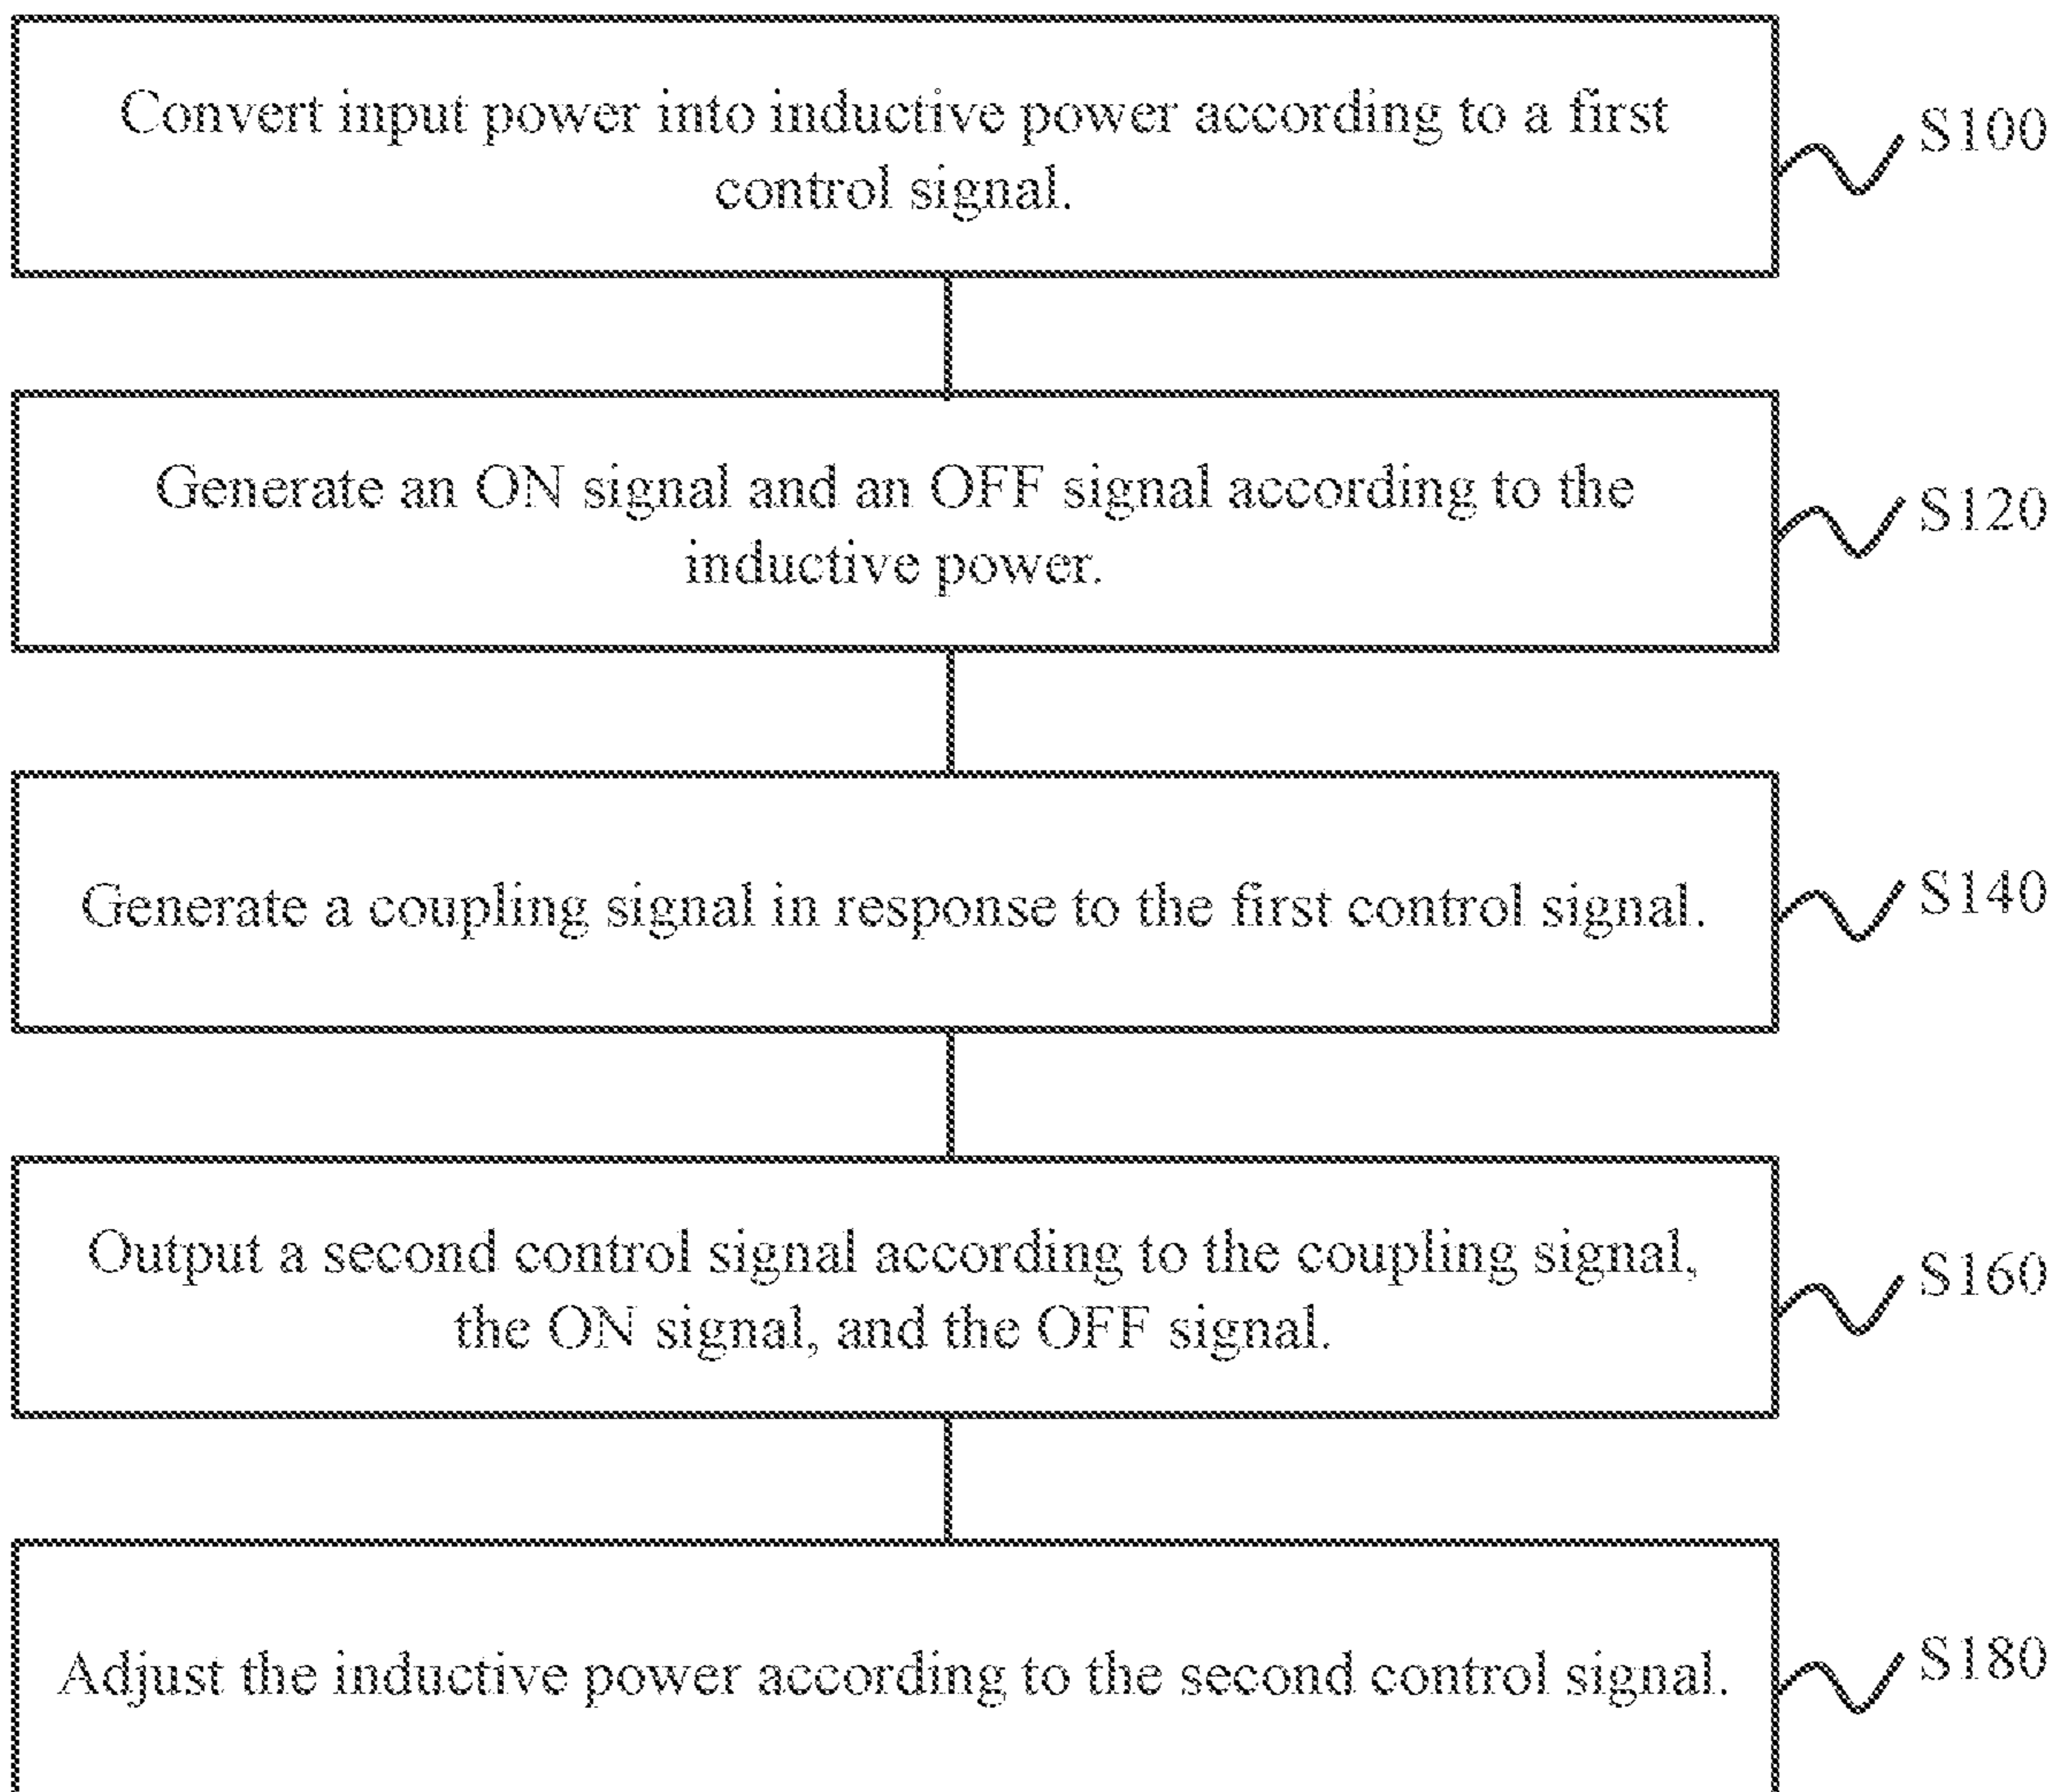 Convert input power into inductive power according to a first
control signal.
S100
Generate an ON signal and an OFF signal according to the
inductive power.
S120
Generate a coupling signal in response to the first control signal.
S140
Output a second control signal according to the coupling signal,
the ON signal, and the OFF signal.
S160
Adjust the inductive power according to the second control signal.
S180